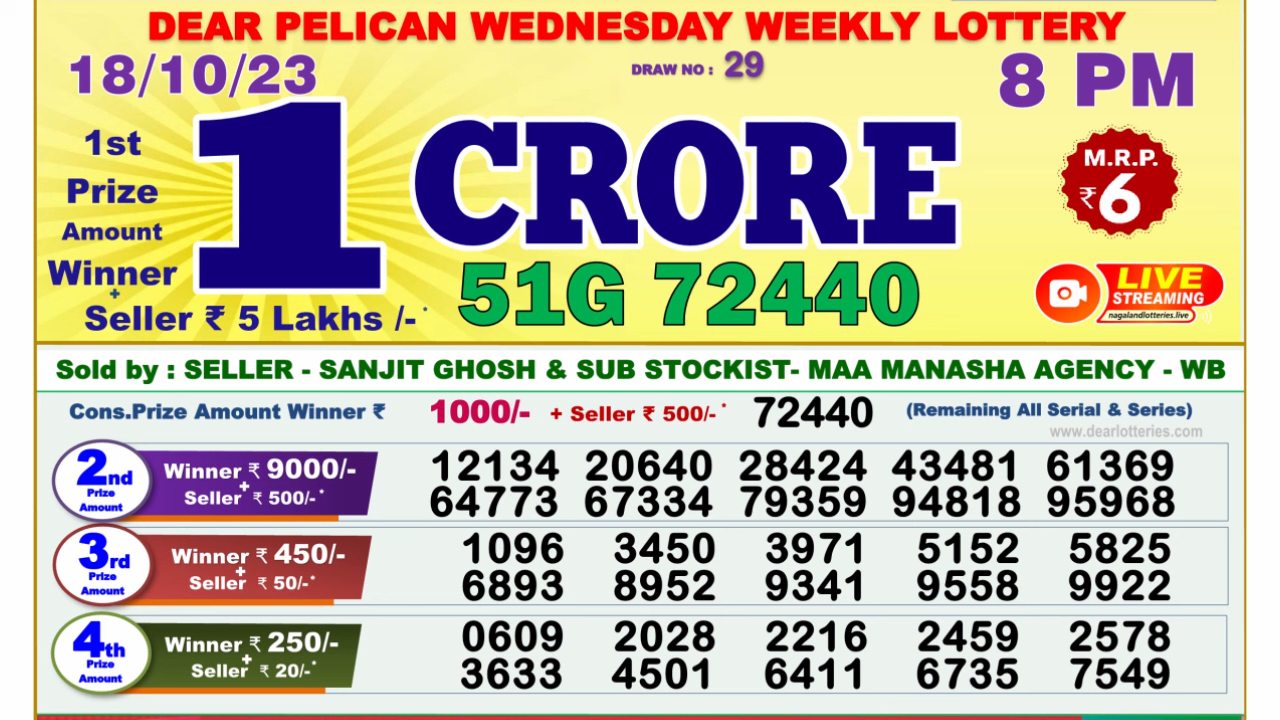 DEAR PELICAN WEDNESDAY WEEKLY LOTTERY
18/10/23
DRAW NO : 29
8 PM
1st
Prize
Amount
Winner
+
Seller ₹ 5 Lakhs /-*
1 CRORE
51G 72440
M.R.P.
₹6
LIVE
STREAMING
nagalandlotteries.live
Sold by : SELLER - SANJIT GHOSH & SUB STOCKIST- MAA MANASHA AGENCY - WB
Cons.Prize Amount Winner ₹ 1000/- + Seller ₹ 500/-* 72440 (Remaining All Serial & Series)
www.dearlotteries.com
2nd
Prize
Amount
Winner ₹ 9000/-
+
Seller ₹ 500/-*
12134 20640 28424 43481 61369
64773 67334 79359 94818 95968
3rd
Prize
Amount
Winner ₹ 450/-
+
Seller ₹ 50/-*
1096 3450 3971 5152 5825
6893 8952 9341 9558 9922
4th
Prize
Amount
Winner ₹ 250/-
+
Seller ₹ 20/-*
0609 2028 2216 2459 2578
3633 4501 6411 6735 7549